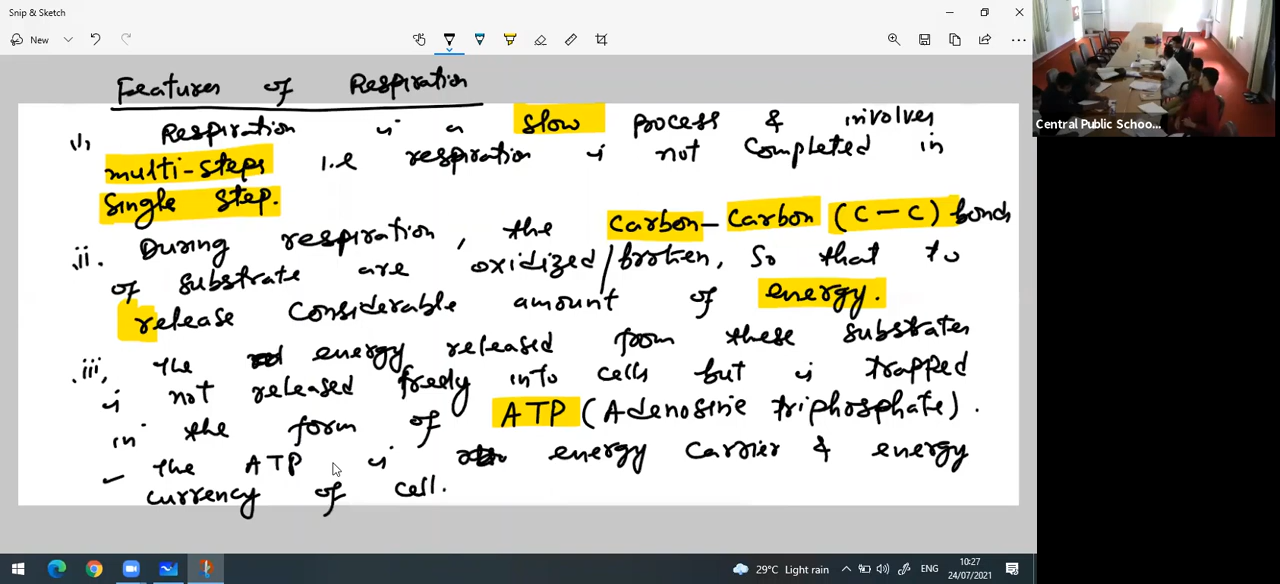 Snip & Sketch
New
Features of Respiration
i). Respiration is a slow process & involves
multi-steps i.e respiration is not completed in
single step.
ii. During respiration, the Carbon-Carbon (C-C) bonds
of substrate are oxidized/broken, so that to
release considerable amount of energy.
iii. The energy released from these substrates
is not released freely into cells but is trapped
in the form of ATP (Adenosine triphosphate).
- The ATP is energy carrier & energy
currency of cell.
Central Public Schoo...
29°C Light rain
ENG
10:27
24/07/2021